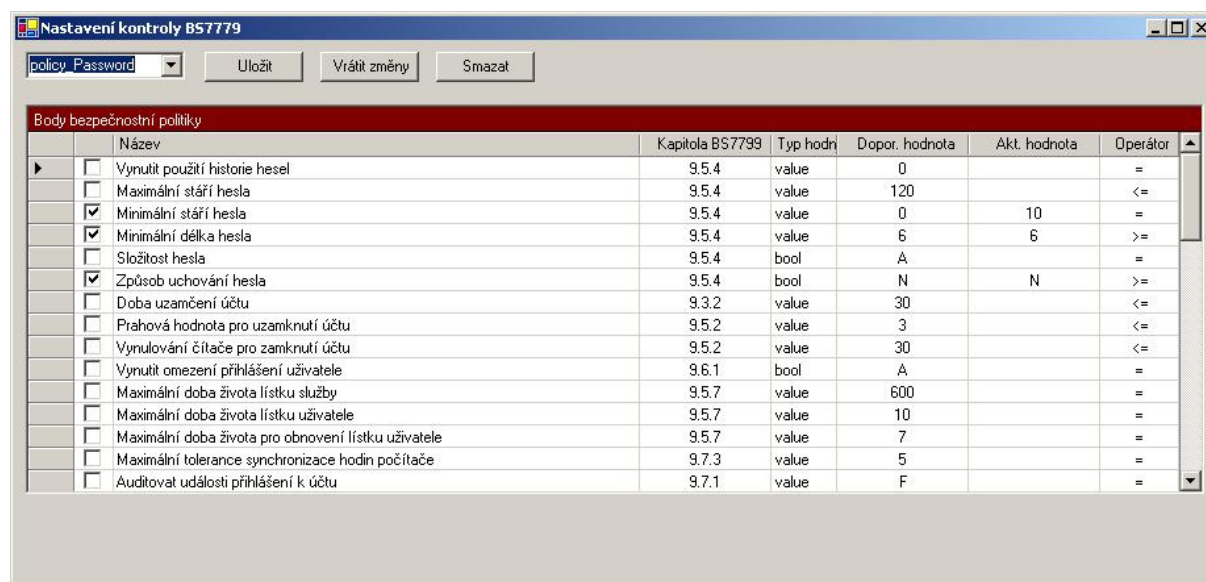 Nastavení kontroly BS7779
policy_Password Uložit Vrátit změny Smazat
Body bezpečnostní politiky
Název Kapitola BS7799 Typ hodn Dopor. hodnota Akt. hodnota Operátor
Vynutit použití historie hesel 9.5.4 value 0 =
Maximální stáří hesla 9.5.4 value 120 <=
Minimální stáří hesla 9.5.4 value 0 10 =
Minimální délka hesla 9.5.4 value 6 6 >=
Složitost hesla 9.5.4 bool A =
Způsob uchování hesla 9.5.4 bool N N >=
Doba uzamčení účtu 9.3.2 value 30 <=
Prahová hodnota pro uzamknutí účtu 9.5.2 value 3 <=
Vynulování čítače pro zamknutí účtu 9.5.2 value 30 <=
Vynutit omezení přihlášení uživatele 9.6.1 bool A =
Maximální doba života lístku služby 9.5.7 value 600 =
Maximální doba života lístku uživatele 9.5.7 value 10 =
Maximální doba života pro obnovení lístku uživatele 9.5.7 value 7 =
Maximální tolerance synchronizace hodin počítače 9.7.3 value 5 =
Auditovat události přihlášení k účtu 9.7.1 value F =